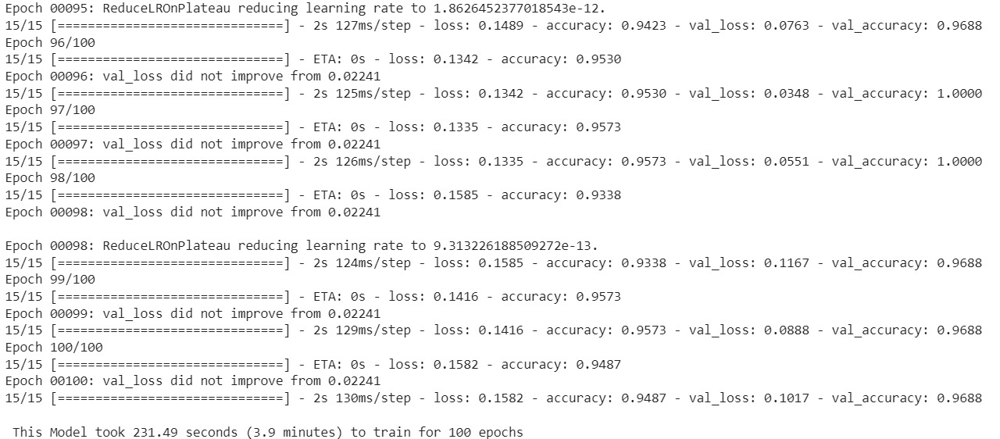 Epoch 00095: ReduceLROnPlateau reducing learning rate to 1.8626452377018543e-12.
15/15 [==============================] - 2s 127ms/step - loss: 0.1489 - accuracy: 0.9423 - val_loss: 0.0763 - val_accuracy: 0.9688
Epoch 96/100
15/15 [==============================] - ETA: 0s - loss: 0.1342 - accuracy: 0.9530
Epoch 00096: val_loss did not improve from 0.02241
15/15 [==============================] - 2s 125ms/step - loss: 0.1342 - accuracy: 0.9530 - val_loss: 0.0348 - val_accuracy: 1.0000
Epoch 97/100
15/15 [==============================] - ETA: 0s - loss: 0.1335 - accuracy: 0.9573
Epoch 00097: val_loss did not improve from 0.02241
15/15 [==============================] - 2s 126ms/step - loss: 0.1335 - accuracy: 0.9573 - val_loss: 0.0551 - val_accuracy: 1.0000
Epoch 98/100
15/15 [==============================] - ETA: 0s - loss: 0.1585 - accuracy: 0.9338
Epoch 00098: val_loss did not improve from 0.02241
Epoch 00098: ReduceLROnPlateau reducing learning rate to 9.313226188509272e-13.
15/15 [==============================] - 2s 124ms/step - loss: 0.1585 - accuracy: 0.9338 - val_loss: 0.1167 - val_accuracy: 0.9688
Epoch 99/100
15/15 [==============================] - ETA: 0s - loss: 0.1416 - accuracy: 0.9573
Epoch 00099: val_loss did not improve from 0.02241
15/15 [==============================] - 2s 129ms/step - loss: 0.1416 - accuracy: 0.9573 - val_loss: 0.0888 - val_accuracy: 0.9688
Epoch 100/100
15/15 [==============================] - ETA: 0s - loss: 0.1582 - accuracy: 0.9487
Epoch 00100: val_loss did not improve from 0.02241
15/15 [==============================] - 2s 130ms/step - loss: 0.1582 - accuracy: 0.9487 - val_loss: 0.1017 - val_accuracy: 0.9688
This Model took 231.49 seconds (3.9 minutes) to train for 100 epochs